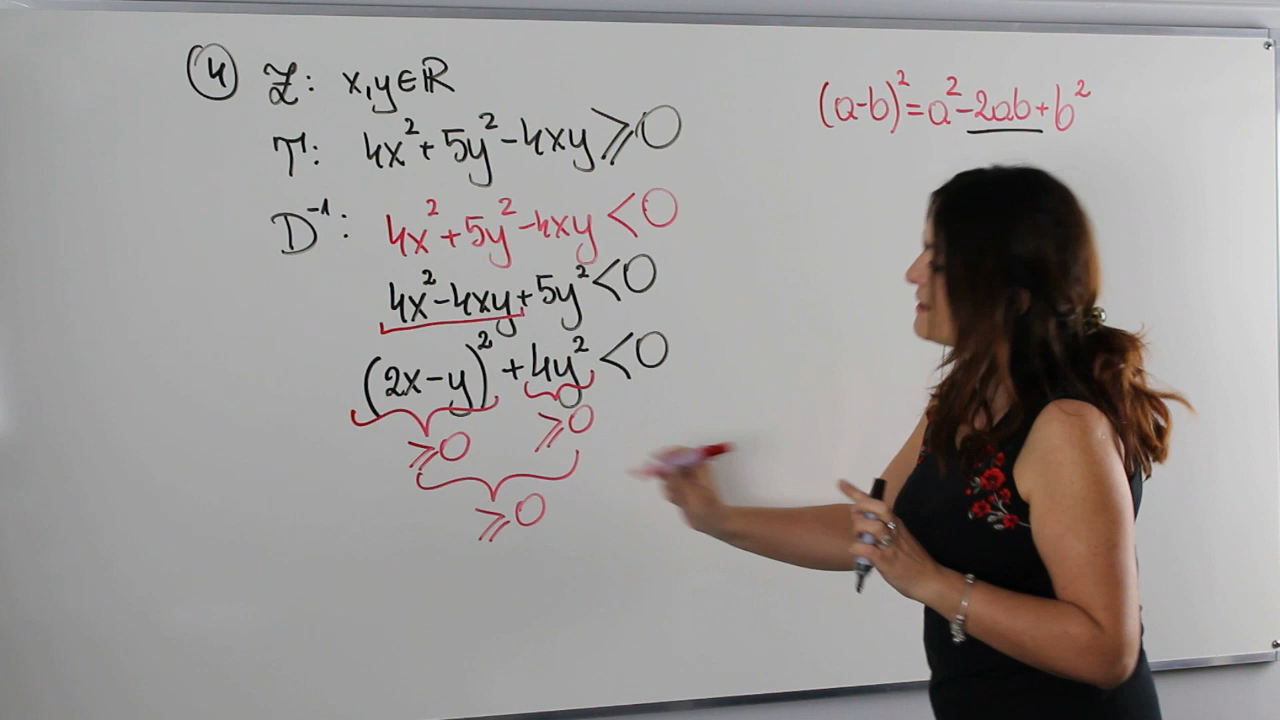 ④ Z: x,y∈ℝ
(a-b)²=a²-2ab+b²
T: 4x²+5y²-4xy⩾0
D⁻¹: 4x²+5y²-4xy<0
4x²-4xy+5y²<0
(2x-y)²+4y²<0
⩾0 ⩾0
⩾0